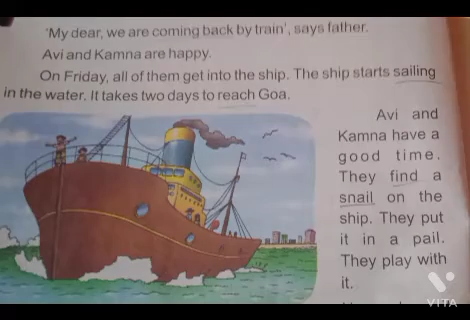 'My dear, we are coming back by train', says father.
Avi and Kamna are happy.
On Friday, all of them get into the ship. The ship starts sailing
in the water. It takes two days to reach Goa.
Avi and
Kamna have a
good time.
They find a
snail on the
ship. They put
it in a pail.
They play with
it.
VITA